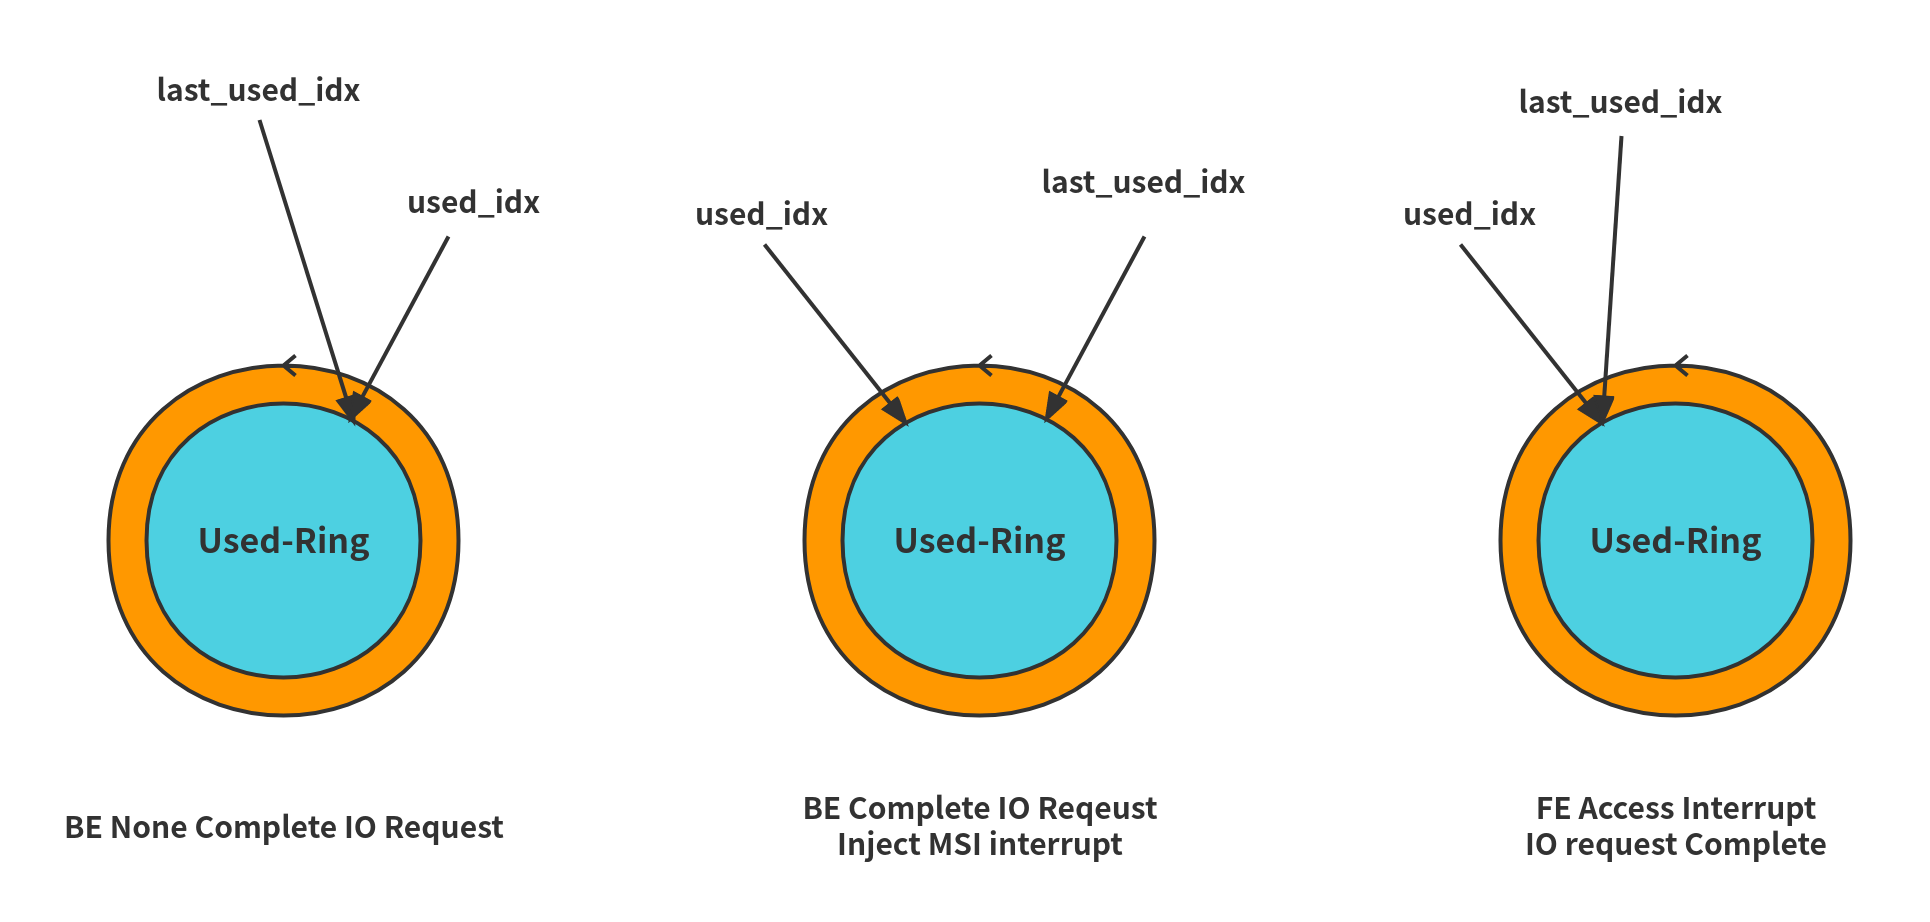 last_used_idx
used_idx
Used-Ring
BE None Complete IO Request
used_idx
last_used_idx
Used-Ring
BE Complete IO Reqeust
Inject MSI interrupt
last_used_idx
used_idx
Used-Ring
FE Access Interrupt
IO request Complete